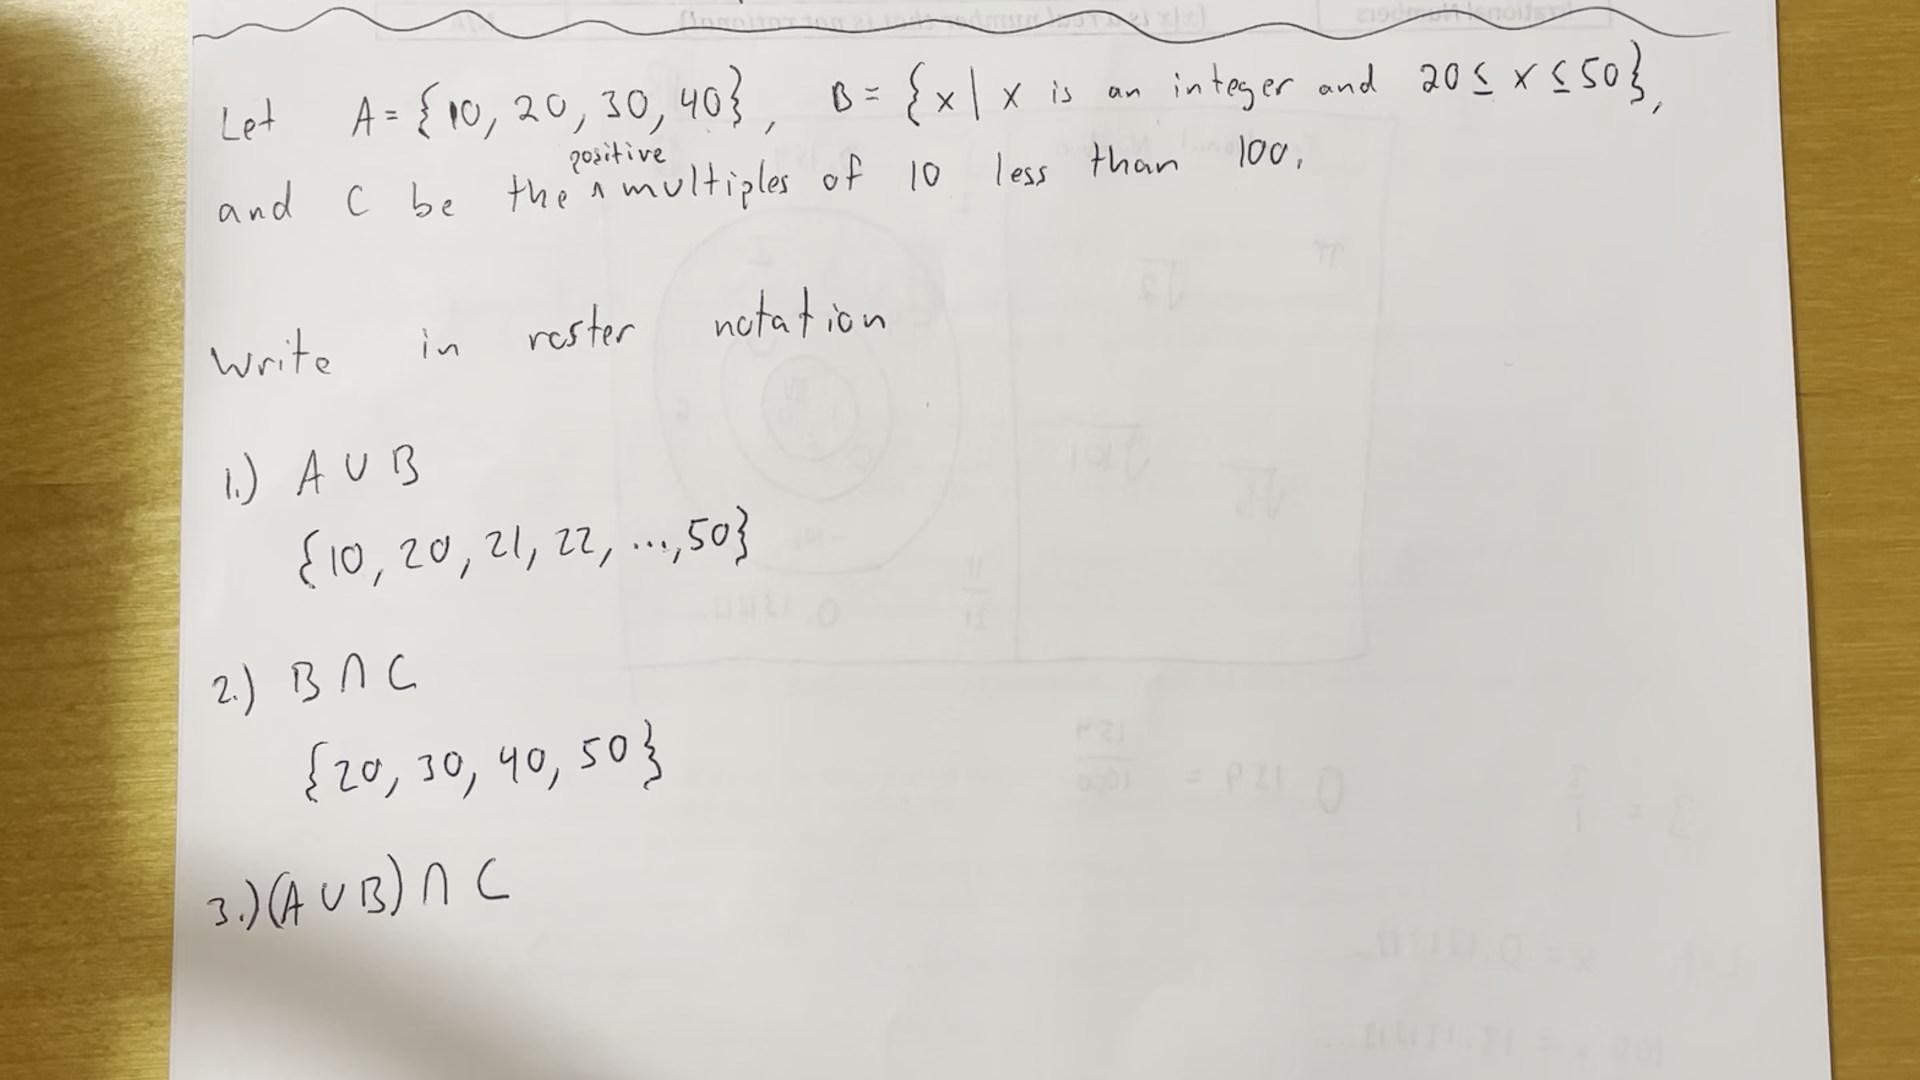 Let A = {10, 20, 30, 40}, B = {x | x is an integer and 20 ≤ x ≤ 50},
and C be the ^ positive multiples of 10 less than 100.
Write in roster notation
1.) A ∪ B
{10, 20, 21, 22, ..., 50}
2.) B ∩ C
{20, 30, 40, 50}
3.) (A ∪ B) ∩ C